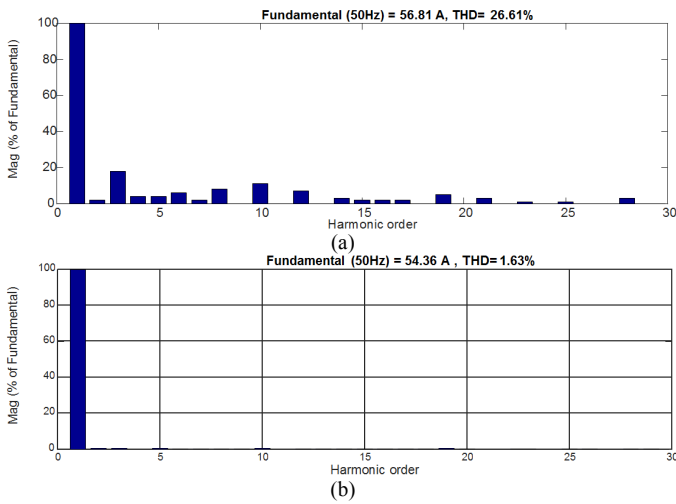 Fundamental (50Hz) = 56.81 A, THD= 26.61%
Mag (% of Fundamental)
100
80
60
40
20
0
0 5 10 15 20 25 30
Harmonic order
(a)
Fundamental (50Hz) = 54.36 A , THD= 1.63%
Mag (% of Fundamental)
100
80
60
40
20
0
0 5 10 15 20 25 30
Harmonic order
(b)